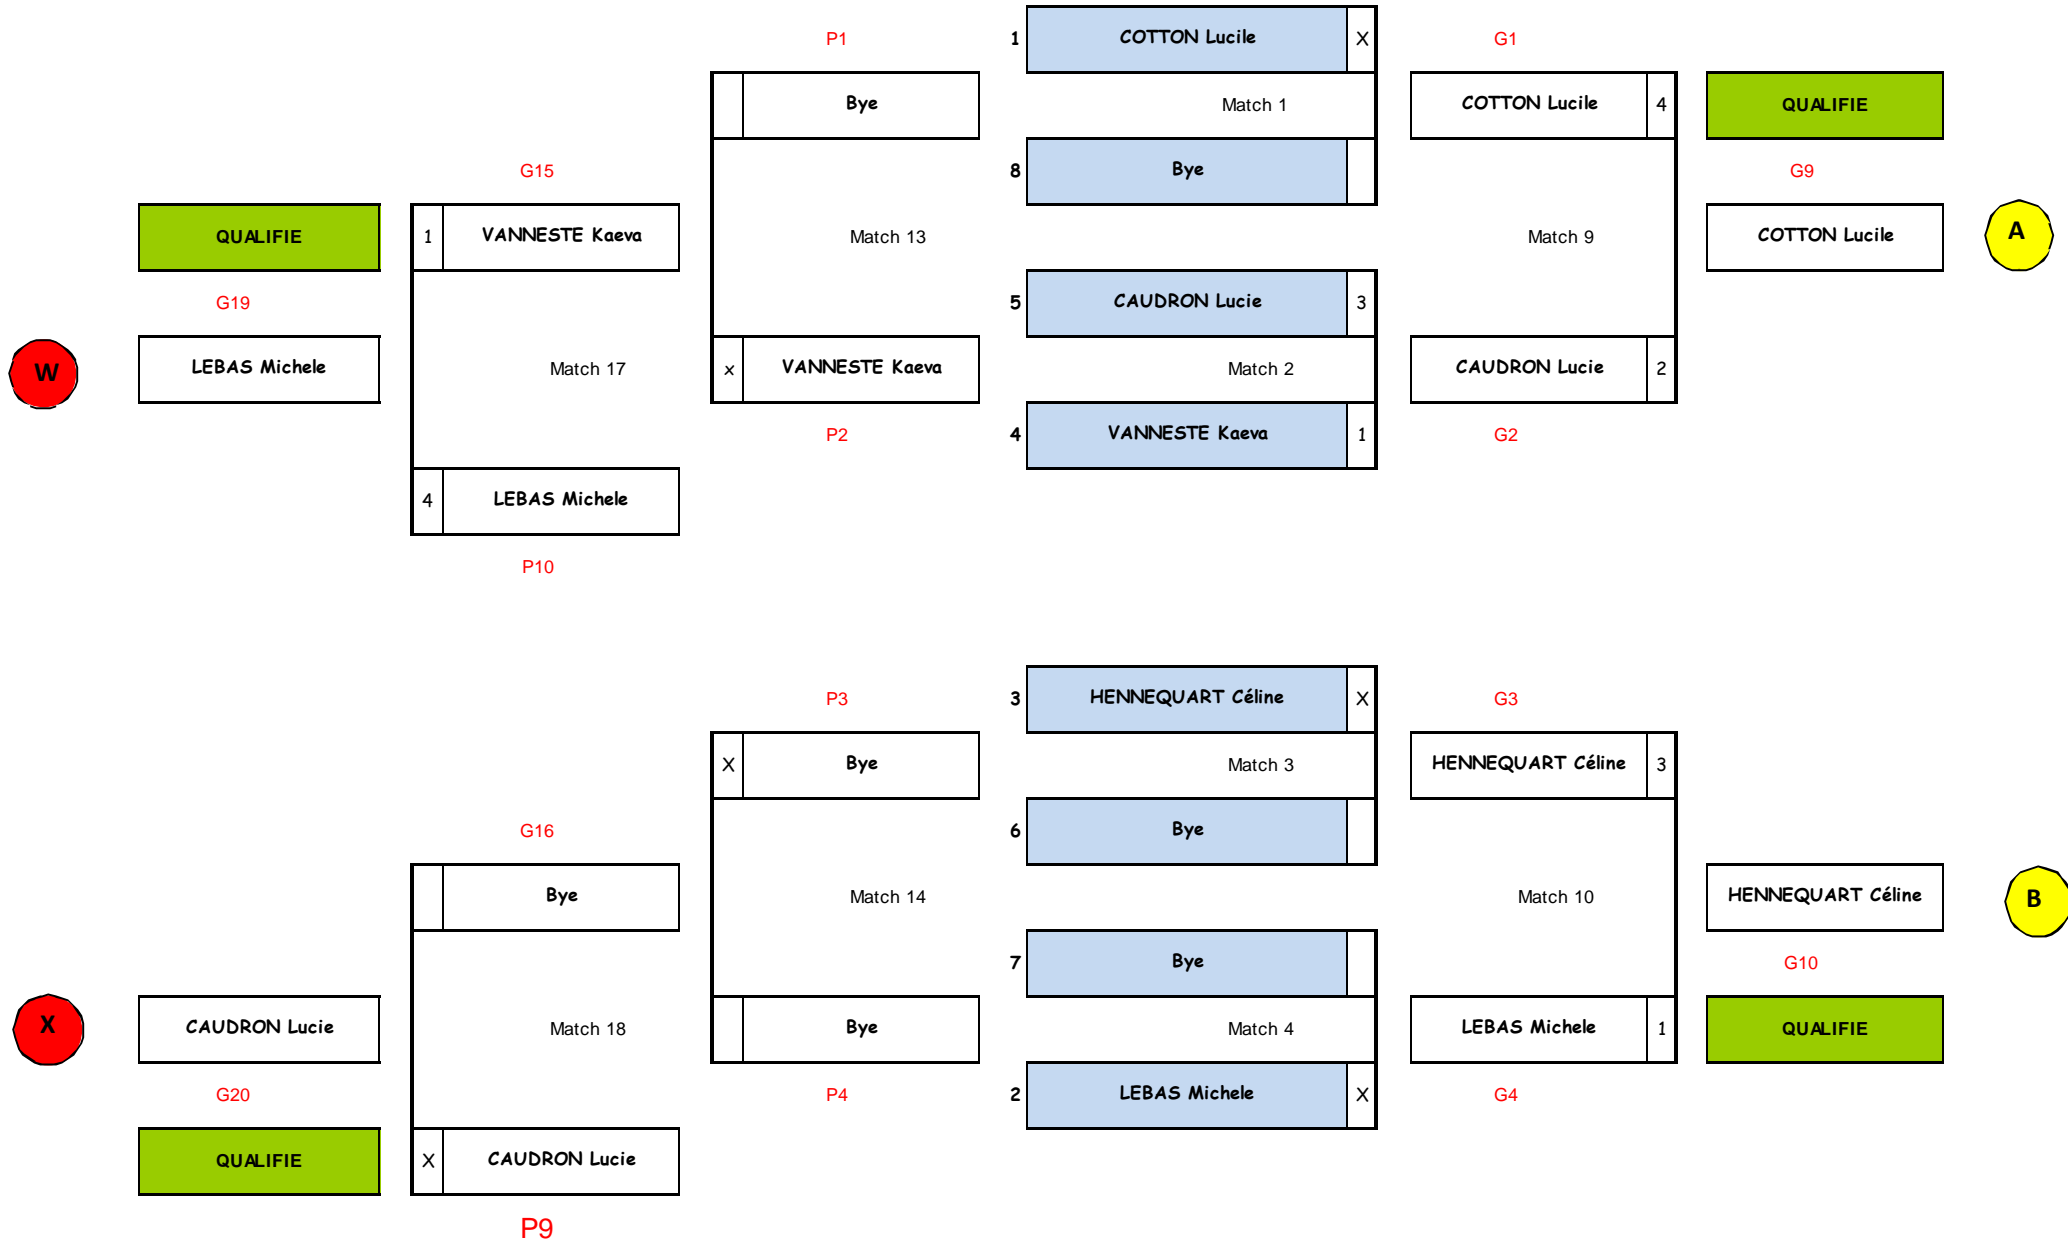 P1 1 COTTON Lucile X G1
Bye Match 1 COTTON Lucile 4 QUALIFIE
G15 8 Bye G9
QUALIFIE 1 VANNESTE Kaeva Match 13 Match 9 COTTON Lucile A
G19 5 CAUDRON Lucie 3
W LEBAS Michele Match 17 x VANNESTE Kaeva Match 2 CAUDRON Lucie 2
P2 4 VANNESTE Kaeva 1 G2
4 LEBAS Michele
P10
P3 3 HENNEQUART Céline X G3
X Bye Match 3 HENNEQUART Céline 3
G16 6 Bye
Bye Match 14 Match 10 HENNEQUART Céline B
7 Bye G10
X CAUDRON Lucie Match 18 Bye Match 4 LEBAS Michele 1 QUALIFIE
G20 P4 2 LEBAS Michele X G4
QUALIFIE X CAUDRON Lucie
P9